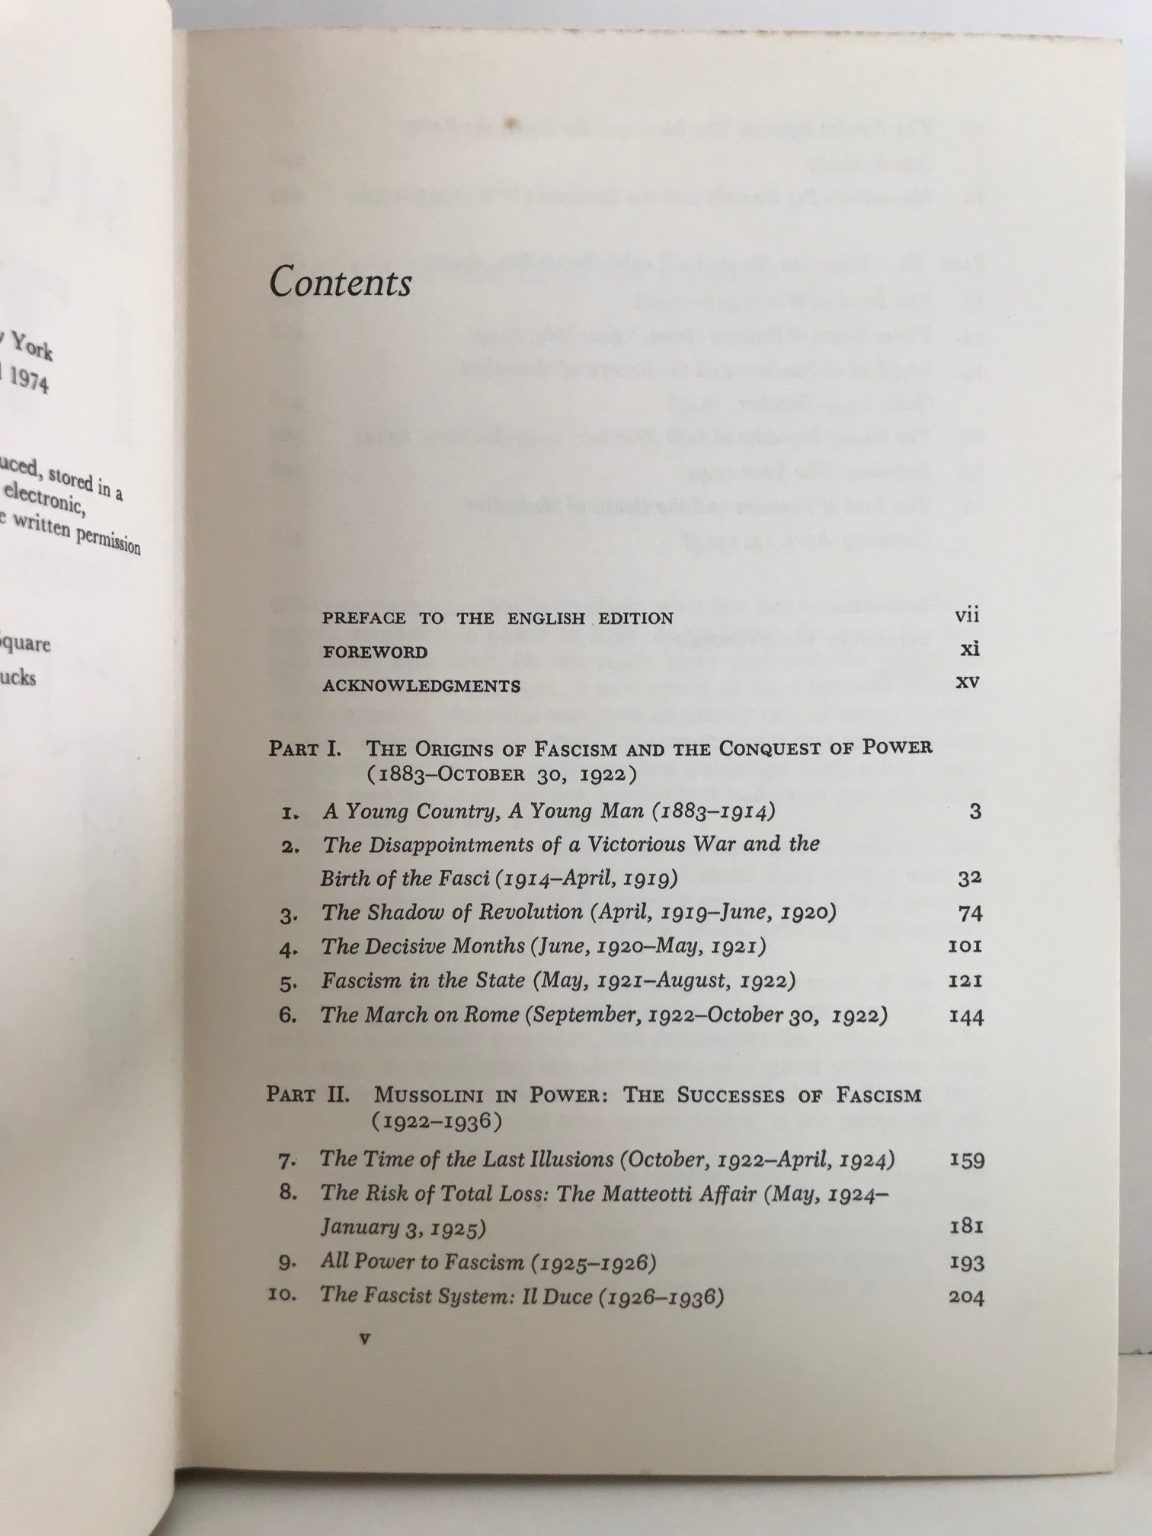 y York
1974
uced, stored in a
electronic,
e written permission
Square
ucks
Contents
PREFACE TO THE ENGLISH EDITION vii
FOREWORD xi
ACKNOWLEDGMENTS xv
PART I. THE ORIGINS OF FASCISM AND THE CONQUEST OF POWER
(1883–OCTOBER 30, 1922)
1. A Young Country, A Young Man (1883–1914) 3
2. The Disappointments of a Victorious War and the
Birth of the Fasci (1914–April, 1919) 32
3. The Shadow of Revolution (April, 1919–June, 1920) 74
4. The Decisive Months (June, 1920–May, 1921) 101
5. Fascism in the State (May, 1921–August, 1922) 121
6. The March on Rome (September, 1922–October 30, 1922) 144
PART II. MUSSOLINI IN POWER: THE SUCCESSES OF FASCISM
(1922–1936)
7. The Time of the Last Illusions (October, 1922–April, 1924) 159
8. The Risk of Total Loss: The Matteotti Affair (May, 1924–
January 3, 1925) 181
9. All Power to Fascism (1925–1926) 193
10. The Fascist System: Il Duce (1926–1936) 204
v